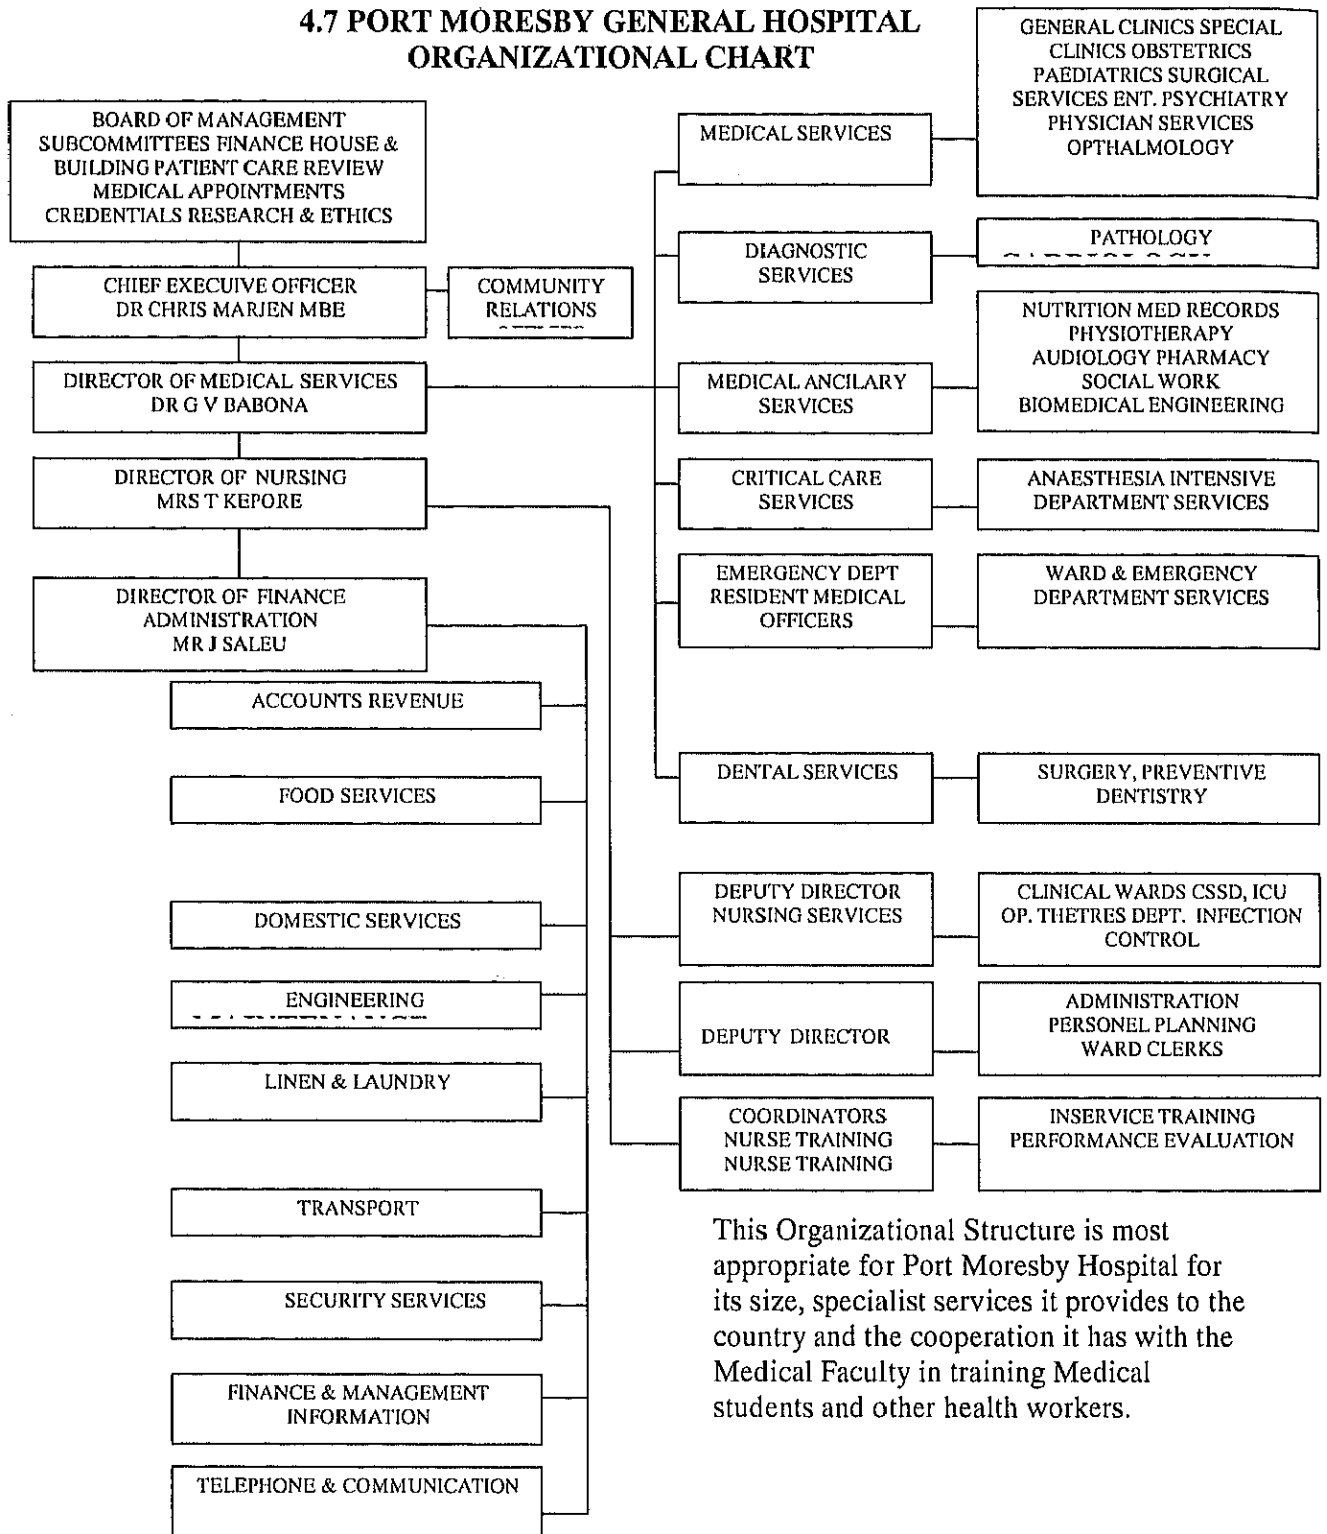 4.7 PORT MORESBY GENERAL HOSPITAL
ORGANIZATIONAL CHART
BOARD OF MANAGEMENT
SUBCOMMITTEES FINANCE HOUSE &
BUILDING PATIENT CARE REVIEW
MEDICAL APPOINTMENTS
CREDENTIALS RESEARCH & ETHICS
CHIEF EXECUIVE OFFICER
DR CHRIS MARJEN MBE
COMMUNITY
RELATIONS
DIRECTOR OF MEDICAL SERVICES
DR G V BABONA
DIRECTOR OF NURSING
MRS T KEPORE
DIRECTOR OF FINANCE
ADMINISTRATION
MR J SALEU
ACCOUNTS REVENUE
FOOD SERVICES
DOMESTIC SERVICES
ENGINEERING
LINEN & LAUNDRY
TRANSPORT
SECURITY SERVICES
FINANCE & MANAGEMENT
INFORMATION
TELEPHONE & COMMUNICATION
MEDICAL SERVICES
GENERAL CLINICS SPECIAL
CLINICS OBSTETRICS
PAEDIATRICS SURGICAL
SERVICES ENT. PSYCHIATRY
PHYSICIAN SERVICES
OPTHALMOLOGY
DIAGNOSTIC
SERVICES
PATHOLOGY
MEDICAL ANCILARY
SERVICES
NUTRITION MED RECORDS
PHYSIOTHERAPY
AUDIOLOGY PHARMACY
SOCIAL WORK
BIOMEDICAL ENGINEERING
CRITICAL CARE
SERVICES
ANAESTHESIA INTENSIVE
DEPARTMENT SERVICES
EMERGENCY DEPT
RESIDENT MEDICAL
OFFICERS
WARD & EMERGENCY
DEPARTMENT SERVICES
DENTAL SERVICES
SURGERY, PREVENTIVE
DENTISTRY
DEPUTY DIRECTOR
NURSING SERVICES
CLINICAL WARDS CSSD, ICU
OP. THETRES DEPT. INFECTION
CONTROL
DEPUTY DIRECTOR
ADMINISTRATION
PERSONEL PLANNING
WARD CLERKS
COORDINATORS
NURSE TRAINING
NURSE TRAINING
INSERVICE TRAINING
PERFORMANCE EVALUATION
This Organizational Structure is most
appropriate for Port Moresby Hospital for
its size, specialist services it provides to the
country and the cooperation it has with the
Medical Faculty in training Medical
students and other health workers.